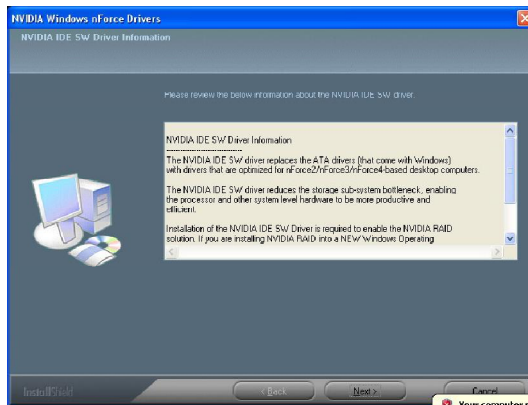 NVIDIA Windows nForce Drivers
NVIDIA IDE SW Driver Information
Please review the below information about the NVIDIA IDE SW driver.
NVIDIA IDE SW Driver Information
----------------------------
The NVIDIA IDE SW driver replaces the ATA drivers (that come with Windows)
with drivers that are optimized for nForce2/nForce3/nForce4-based desktop computers.
The NVIDIA IDE SW driver reduces the storage sub-system bottleneck, enabling
the processor and other system level hardware to be more productive and
efficient.
Installation of the NVIDIA IDE SW Driver is required to enable the NVIDIA RAID
solution. If you are installing NVIDIA RAID into a NEW Windows Operating
InstallShield
< Back
Next >
Cancel
Your computer